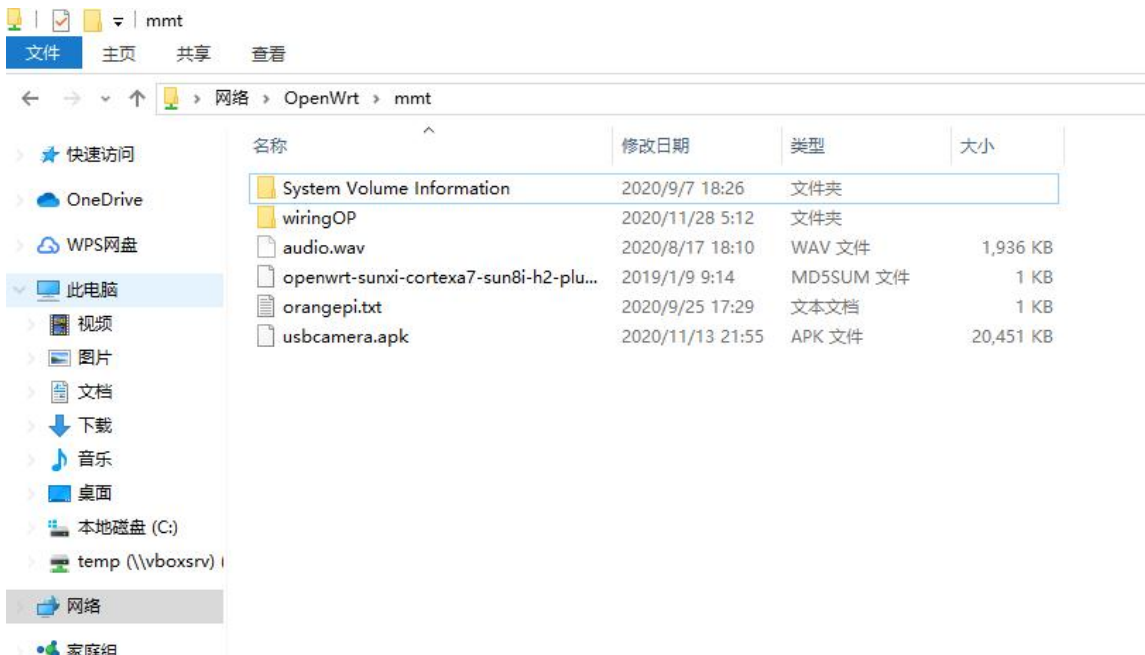 mmt
文件 主页 共享 查看
网络 OpenWrt mmt
名称 修改日期 类型 大小
快速访问
OneDrive
WPS网盘
此电脑
视频
图片
文档
下载
音乐
桌面
本地磁盘 (C:)
temp (\\vboxsrv) (
网络
家庭组
System Volume Information 2020/9/7 18:26 文件夹
wiringOP 2020/11/28 5:12 文件夹
audio.wav 2020/8/17 18:10 WAV 文件 1,936 KB
openwrt-sunxi-cortexa7-sun8i-h2-plu... 2019/1/9 9:14 MD5SUM 文件 1 KB
orangepi.txt 2020/9/25 17:29 文本文档 1 KB
usbcamera.apk 2020/11/13 21:55 APK 文件 20,451 KB